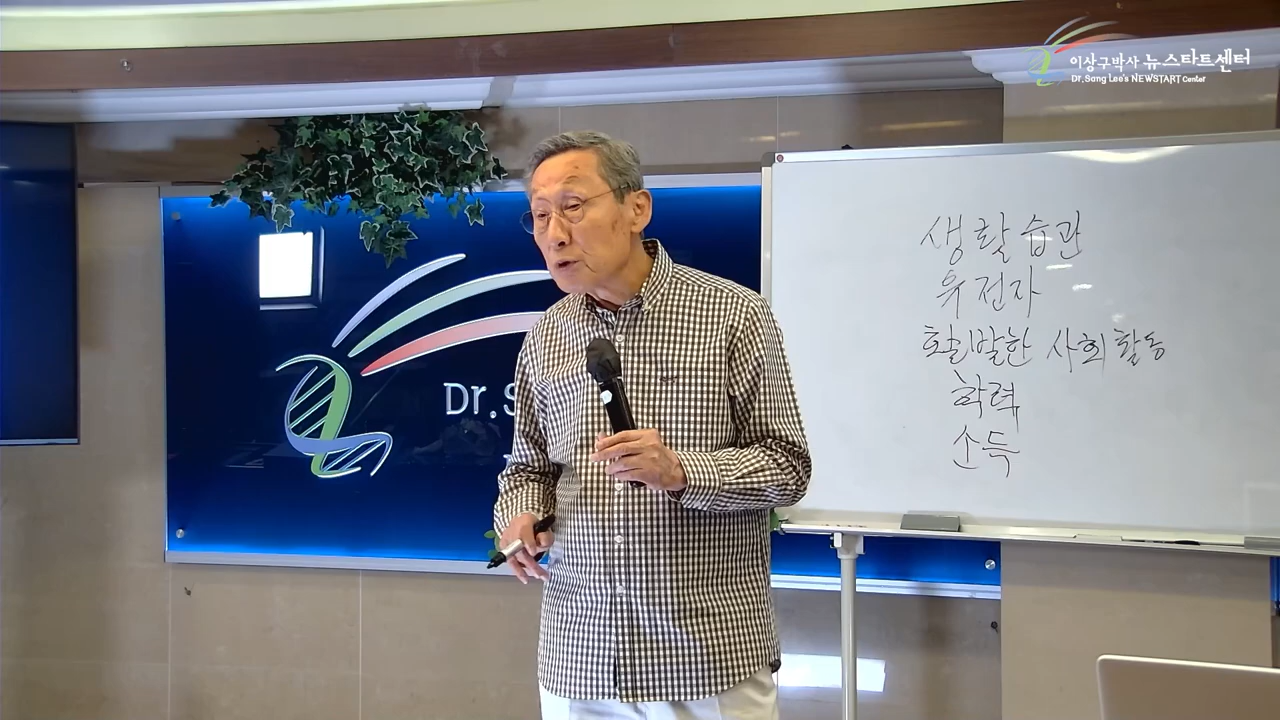 이상구박사 뉴스타트센터
Dr. Sang Lee's NEWSTART Center
Dr. S
생활습관
유전자
활발한 사회활동
학력
소득